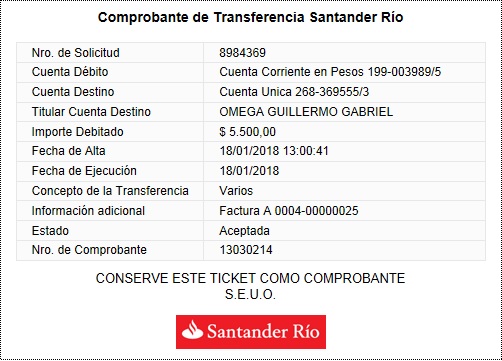 Comprobante de Transferencia Santander Río
Nro. de Solicitud 8984369
Cuenta Débito Cuenta Corriente en Pesos 199-003989/5
Cuenta Destino Cuenta Unica 268-369555/3
Titular Cuenta Destino OMEGA GUILLERMO GABRIEL
Importe Debitado $ 5.500,00
Fecha de Alta 18/01/2018 13:00:41
Fecha de Ejecución 18/01/2018
Concepto de la Transferencia Varios
Información adicional Factura A 0004-00000025
Estado Aceptada
Nro. de Comprobante 13030214
CONSERVE ESTE TICKET COMO COMPROBANTE
S.E.U.O.
Santander Río